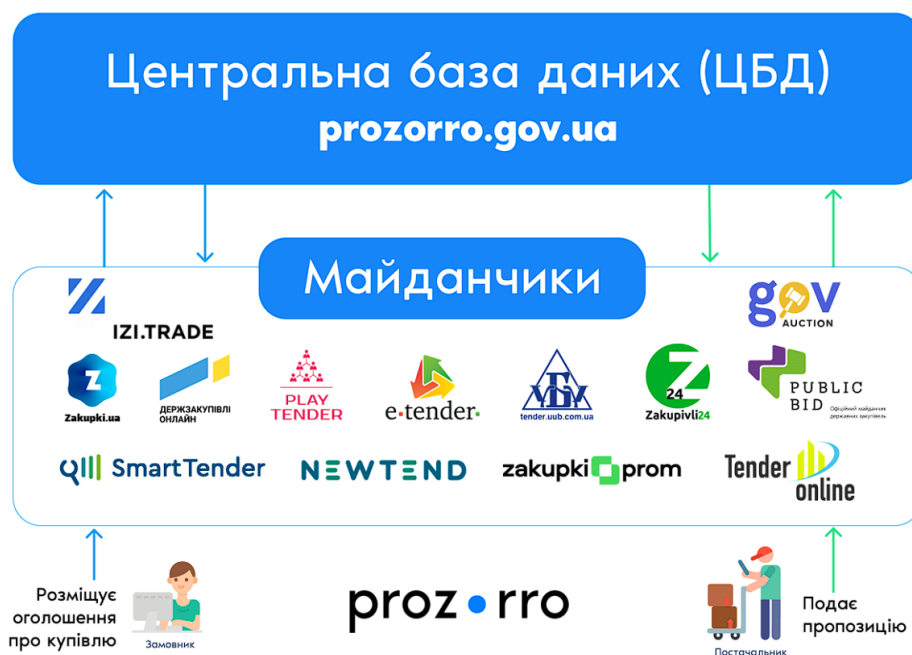 Центральна база даних (ЦБД)
prozorro.gov.ua
Майданчики
IZI.TRADE
gov
AUCTION
Z
Zakupki.ua
ДЕРЖЗАКУПІВЛІ
ОНЛАЙН
PLAY
TENDER
e•tender•
УБУ
tender.uub.com.ua
Z
24
Zakupivli24
PUBLIC
BID
Офіційний майданчик
державних закупівель
SmartTender
NEWTEND
zakupki prom
Tender
online
Розміщує
оголошення
про купівлю
Замовник
prozorro
Постачальник
Подає
пропозицію